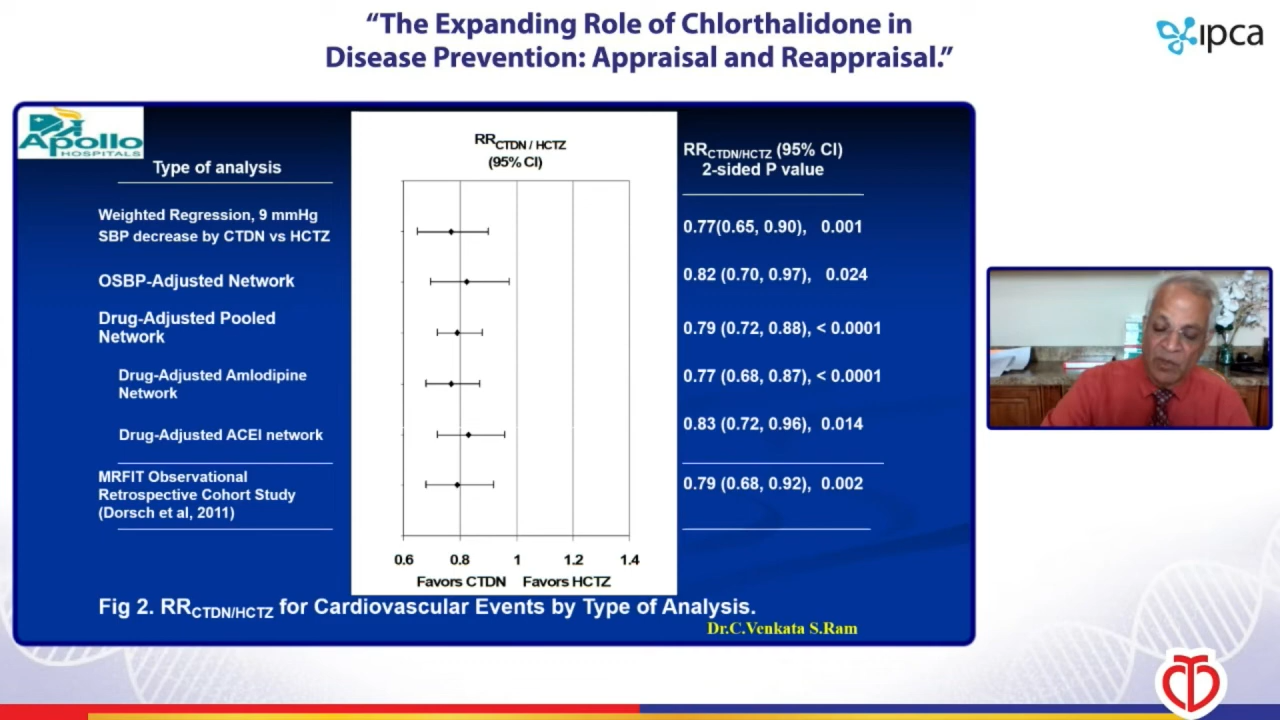 “The Expanding Role of Chlorthalidone in
Disease Prevention: Appraisal and Reappraisal.”
ipca
Apollo
HOSPITALS
Type of analysis
RR CTDN / HCTZ
(95% CI)
RR CTDN/HCTZ (95% CI)
2-sided P value
Weighted Regression, 9 mmHg
SBP decrease by CTDN vs HCTZ
0.77(0.65, 0.90), 0.001
OSBP-Adjusted Network
0.82 (0.70, 0.97), 0.024
Drug-Adjusted Pooled
Network
0.79 (0.72, 0.88), < 0.0001
Drug-Adjusted Amlodipine
Network
0.77 (0.68, 0.87), < 0.0001
Drug-Adjusted ACEI network
0.83 (0.72, 0.96), 0.014
MRFIT Observational
Retrospective Cohort Study
(Dorsch et al, 2011)
0.79 (0.68, 0.92), 0.002
0.6 0.8 1 1.2 1.4
Favors CTDN Favors HCTZ
Fig 2. RR CTDN/HCTZ for Cardiovascular Events by Type of Analysis.
Dr.C.Venkata S.Ram